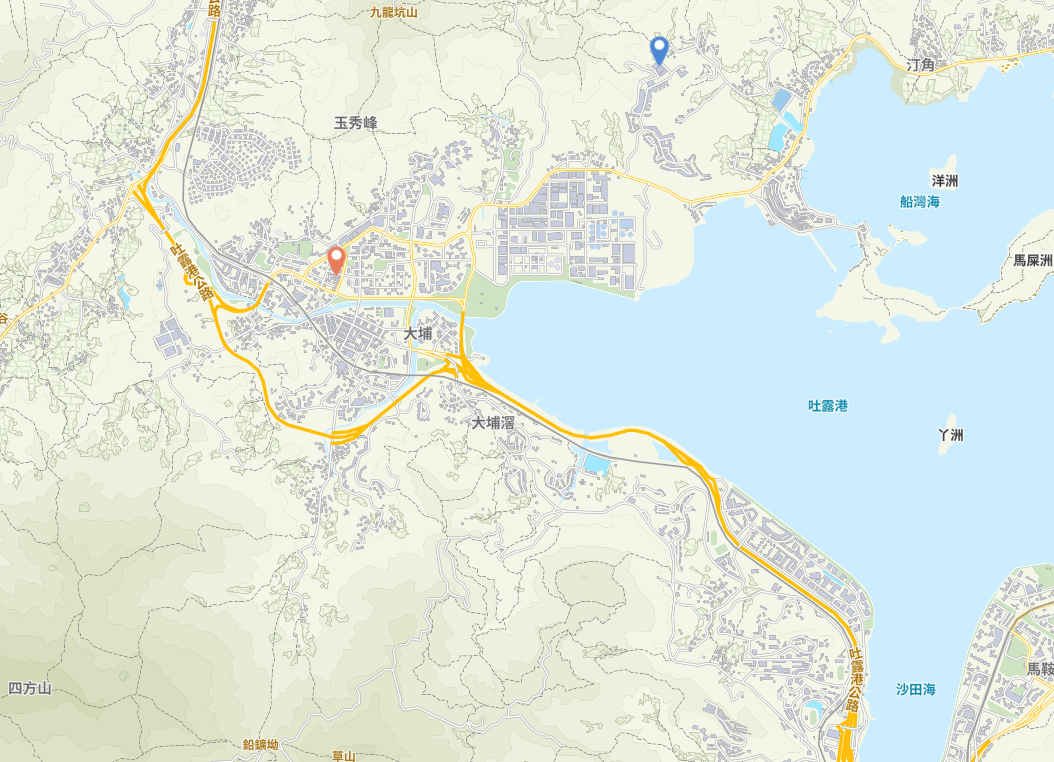 公路
九龍坑山
汀角
玉秀峰
洋洲
船灣海
吐露港公路
馬屎洲
谷
大埔
吐露港
大埔滘
丫洲
吐露港公路
馬鞍
四方山
沙田海
鉛鑛坳
草山